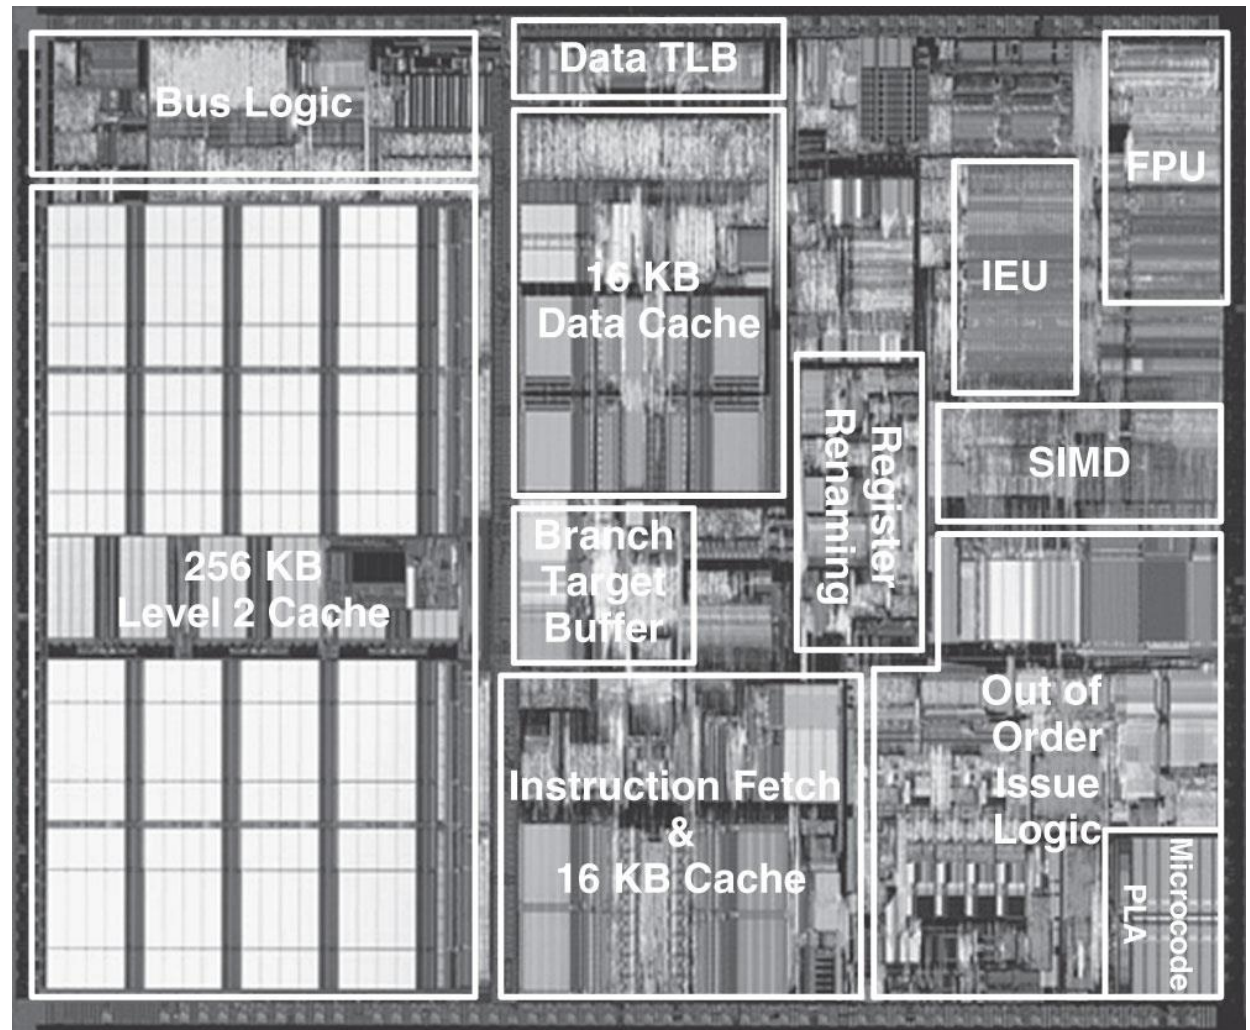 Bus Logic
Data TLB
FPU
16 KB
Data Cache
IEU
Register
Renaming
SIMD
256 KB
Level 2 Cache
Branch
Target
Buffer
Out of
Order
Issue
Logic
Instruction Fetch
&
16 KB Cache
Microcode
PLA